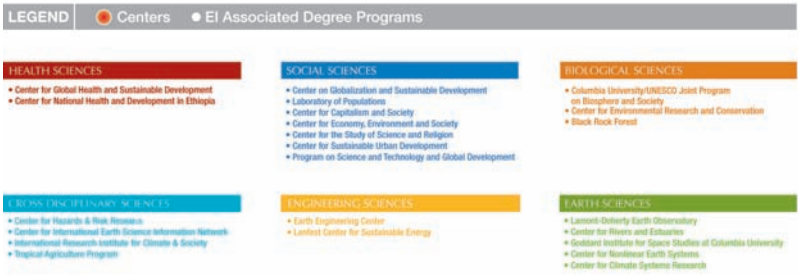 LEGEND Centers EI Associated Degree Programs
HEALTH SCIENCES
• Center for Global Health and Sustainable Development
• Center for National Health and Development in Ethiopia
SOCIAL SCIENCES
• Center on Globalization and Sustainable Development
• Laboratory of Populations
• Center for Capitalism and Society
• Center for Economy, Environment and Society
• Center for the Study of Science and Religion
• Center for Sustainable Urban Development
• Program on Science and Technology and Global Development
BIOLOGICAL SCIENCES
• Columbia University/UNESCO Joint Program
on Biosphere and Society
• Center for Environmental Research and Conservation
• Black Rock Forest
CROSS DISCIPLINARY SCIENCES
• Center for Hazards & Risk Research
• Center for International Earth Science Information Network
• International Research Institute for Climate & Society
• Tropical Agriculture Program
ENGINEERING SCIENCES
• Earth Engineering Center
• Lenfest Center for Sustainable Energy
EARTH SCIENCES
• Lamont-Doherty Earth Observatory
• Center for Rivers and Estuaries
• Goddard Institute for Space Studies at Columbia University
• Center for Nonlinear Earth Systems
• Center for Climate Systems Research